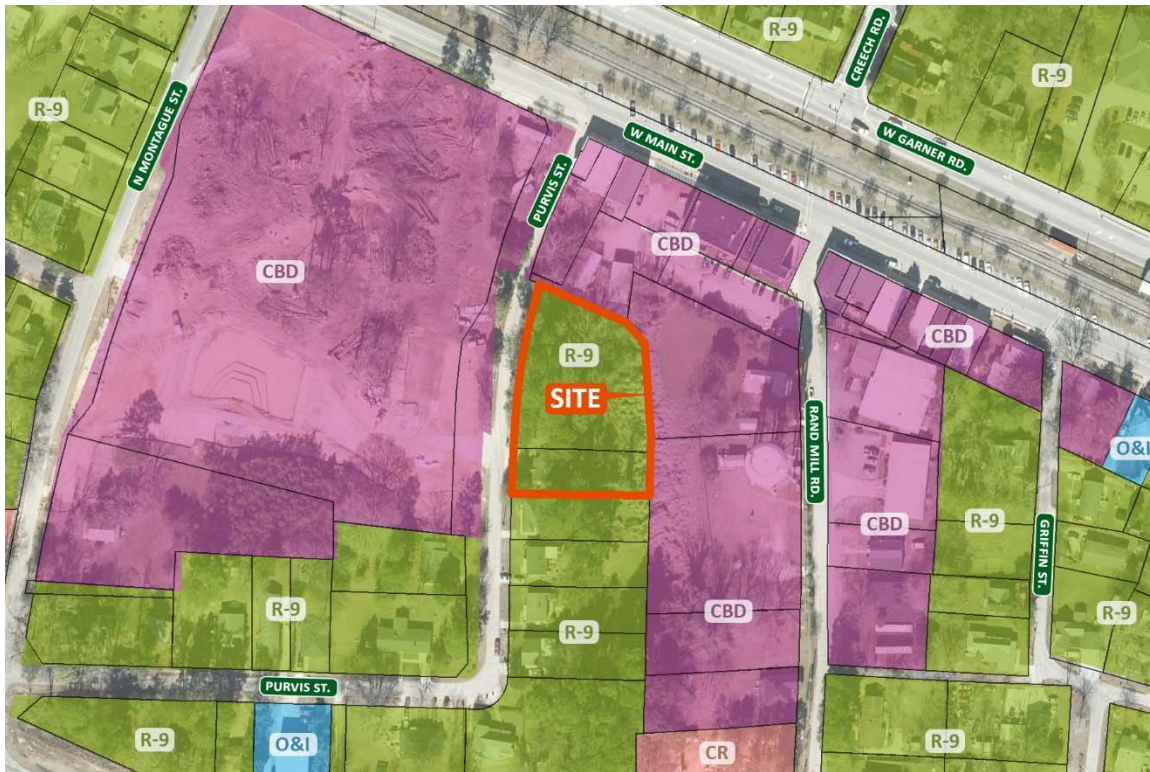 R-9
CREECH RD.
R-9
R-9
N MONTAGUE ST.
W MAIN ST.
W GARNER RD.
PURVIS ST.
CBD
CBD
CBD
R-9
SITE
RAND MILL RD.
O&I
CBD
R-9
GRIFFIN ST.
R-9
R-9
CBD
R-9
PURVIS ST.
R-9
O&I
CR
R-9